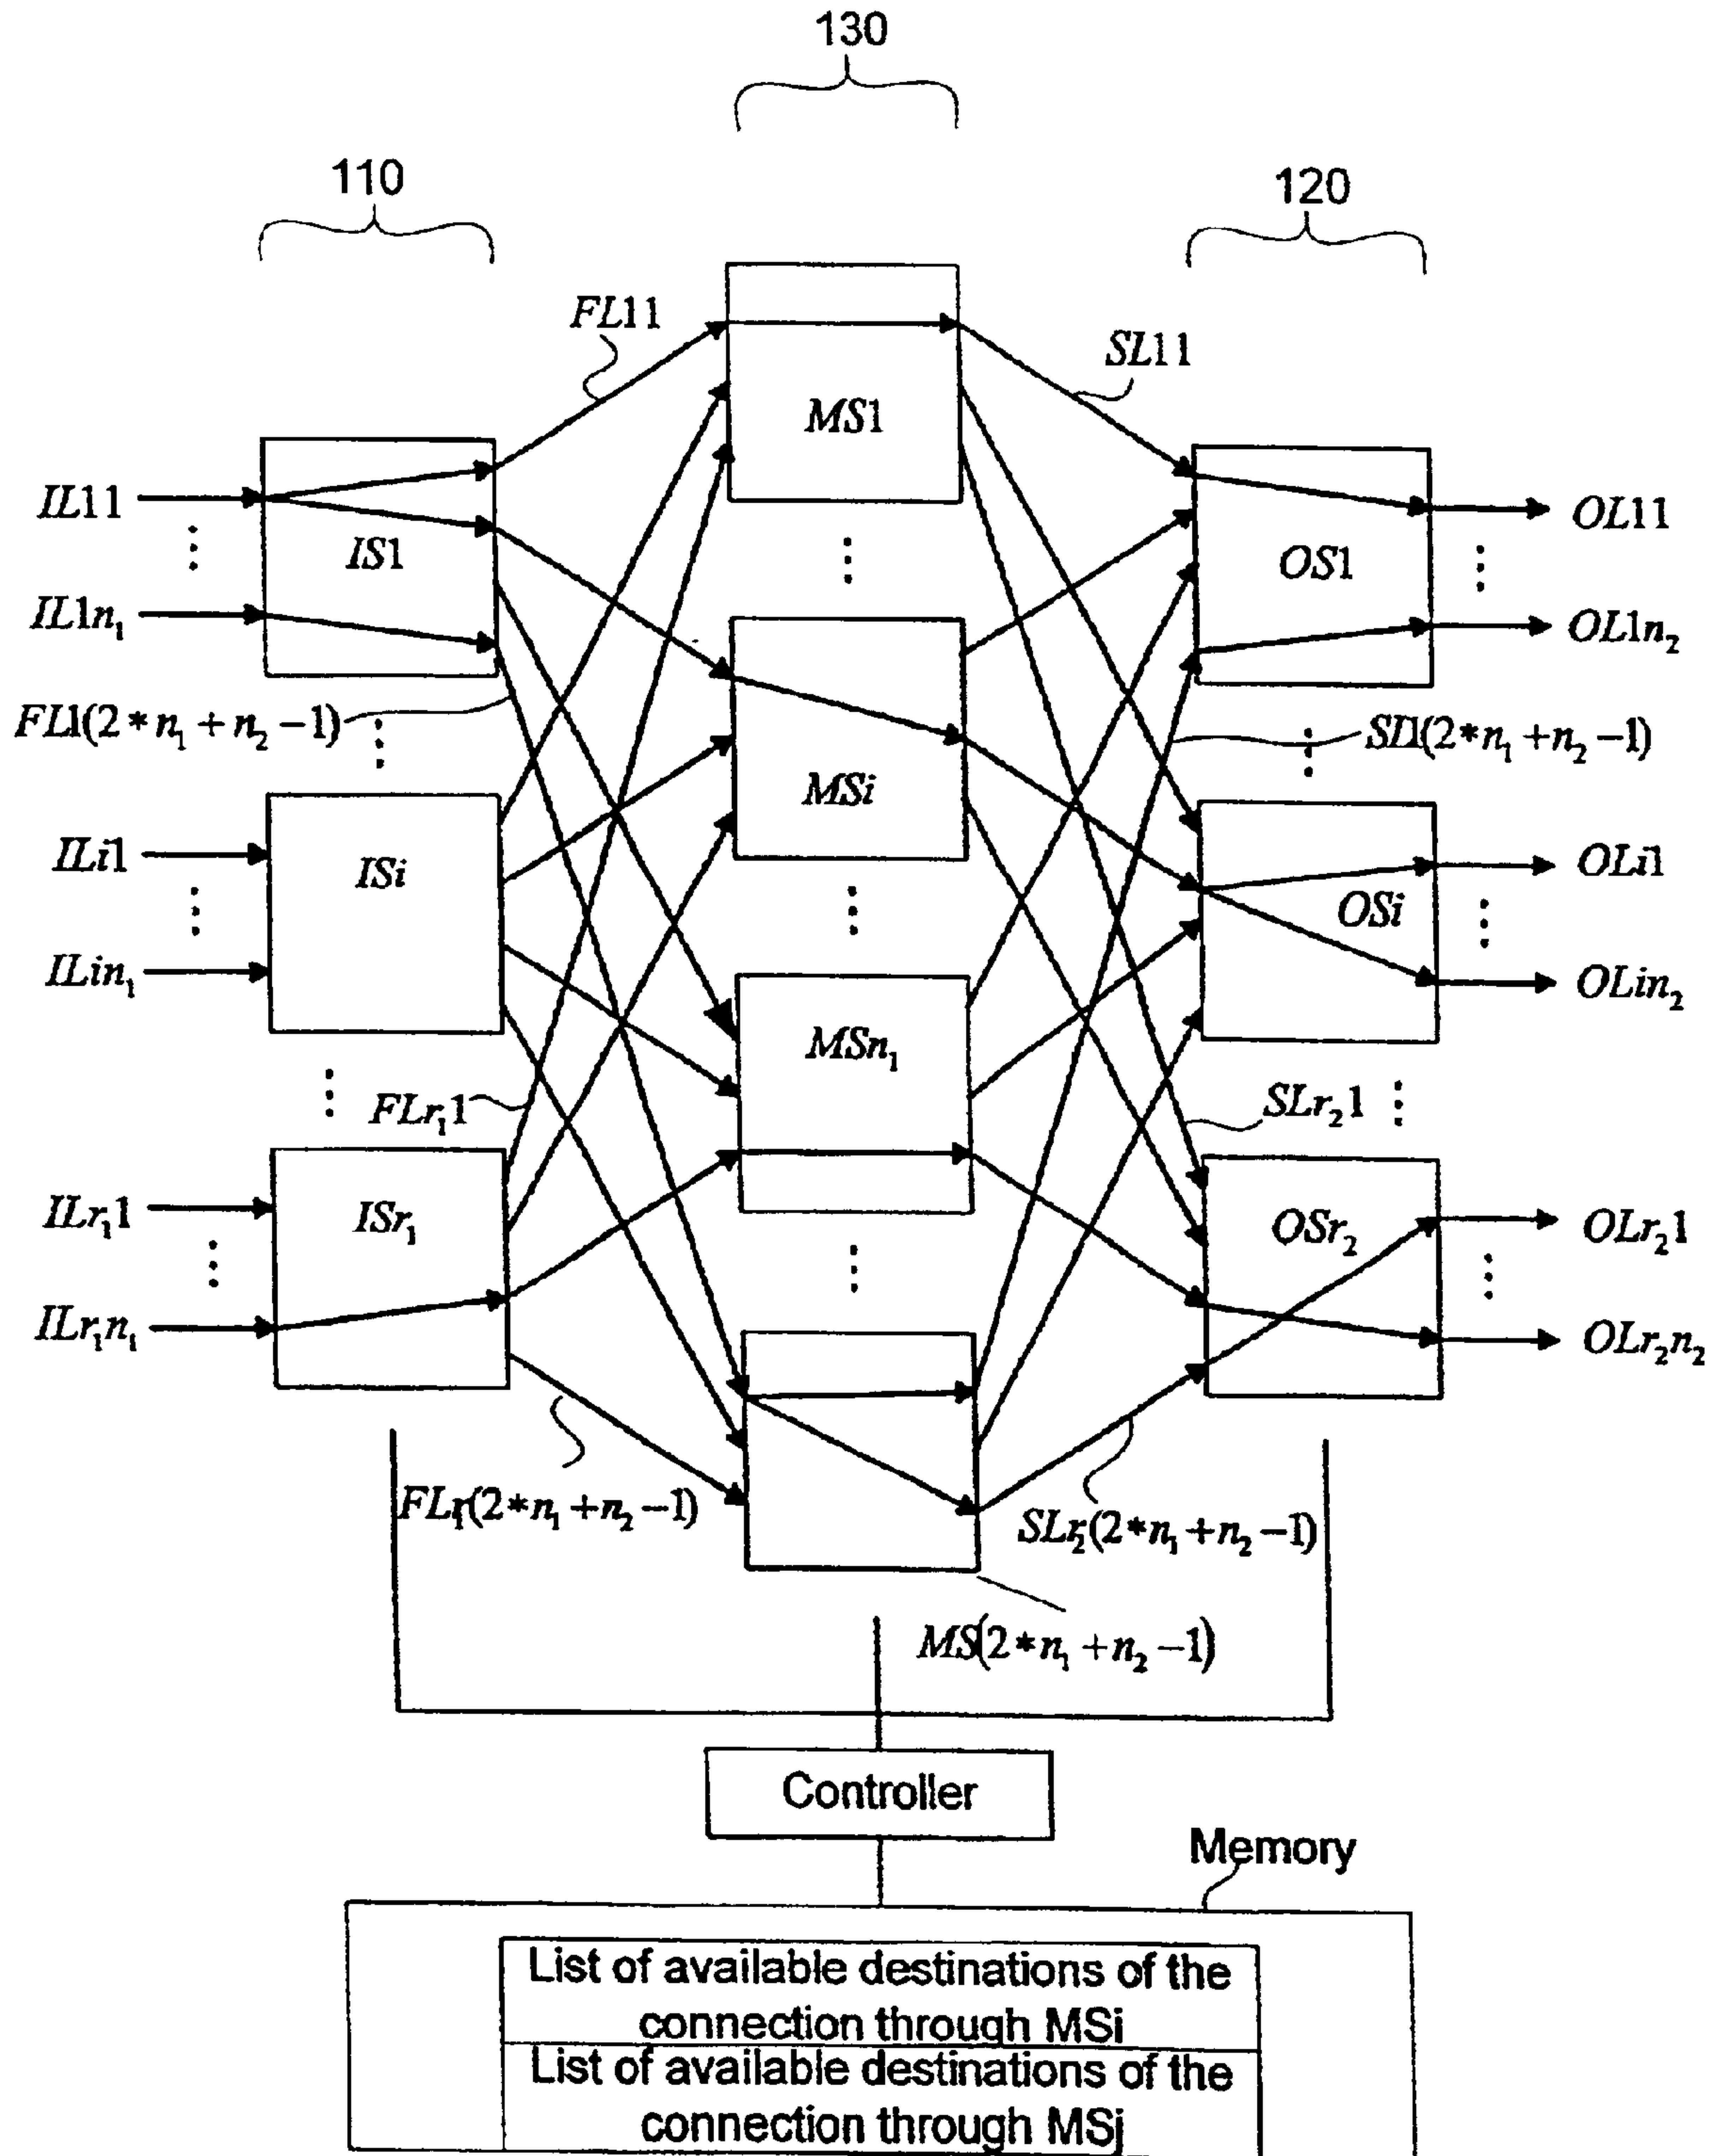 130
110
120
FL11
SL11
MS1
IL11
IS1
IL1n₁
OL11
OS1
OL1n₂
FL1(2*n₁+n₂−1)
SL1(2*n₁+n₂−1)
MSi
ILi1
ISi
ILin₁
OLi1
OSi
OLin₂
MSn₁
FLr₁1
SLr₂1
ILr₁1
ISr₁
ILr₁n₁
OSr₂
OLr₂1
OLr₂n₂
FLr₁(2*n₁+n₂−1)
SLr₂(2*n₁+n₂−1)
MS(2*n₁+n₂−1)
Controller
Memory
List of available destinations of the
connection through MSi
List of available destinations of the
connection through MSj